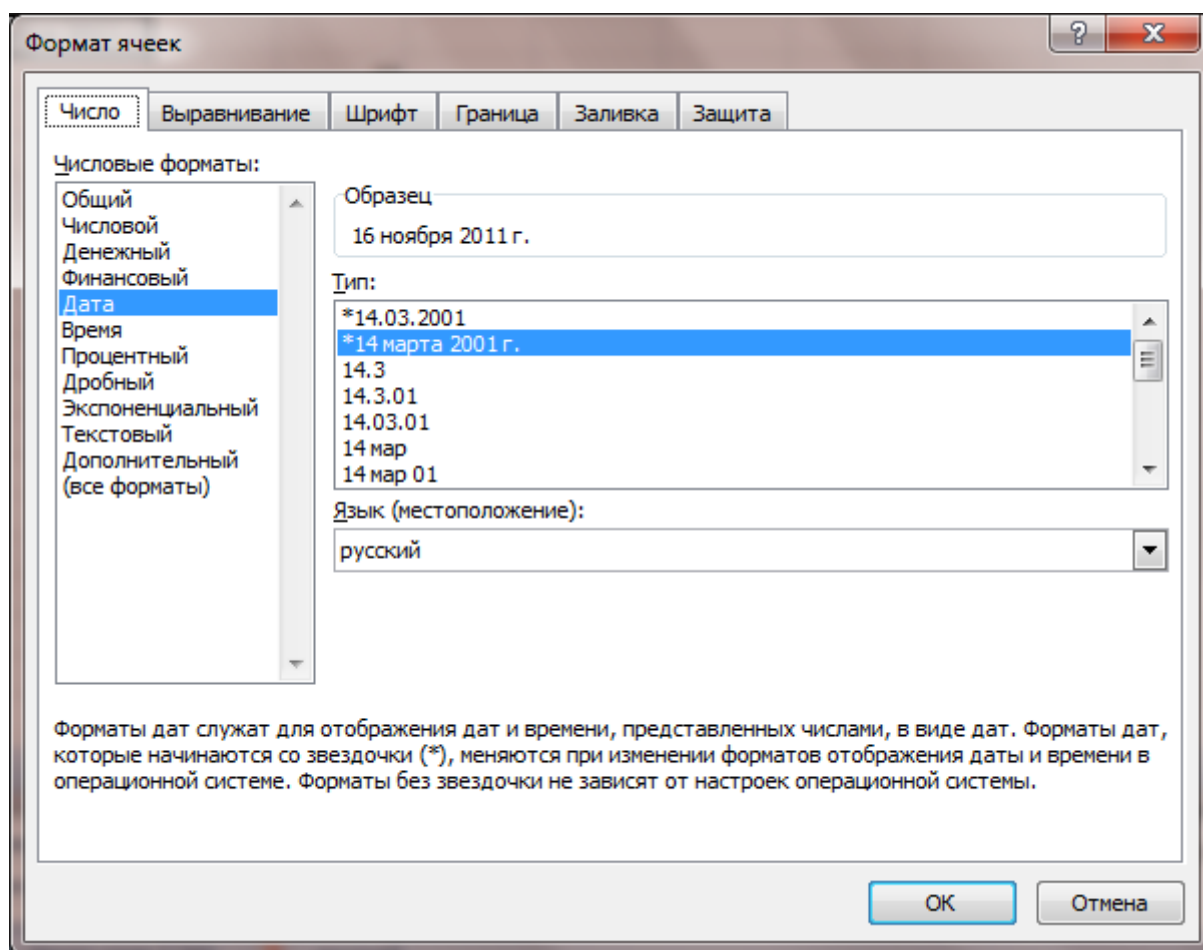 Формат ячеек
Число Выравнивание Шрифт Граница Заливка Защита
Числовые форматы:
Общий
Числовой
Денежный
Финансовый
Дата
Время
Процентный
Дробный
Экспоненциальный
Текстовый
Дополнительный
(все форматы)
Образец
16 ноября 2011 г.
Тип:
*14.03.2001
*14 марта 2001 г.
14.3
14.3.01
14.03.01
14 мар
14 мар 01
Язык (местоположение):
русский
Форматы дат служат для отображения дат и времени, представленных числами, в виде дат. Форматы дат,
которые начинаются со звездочки (*), меняются при изменении форматов отображения даты и времени в
операционной системе. Форматы без звездочки не зависят от настроек операционной системы.
ОК Отмена